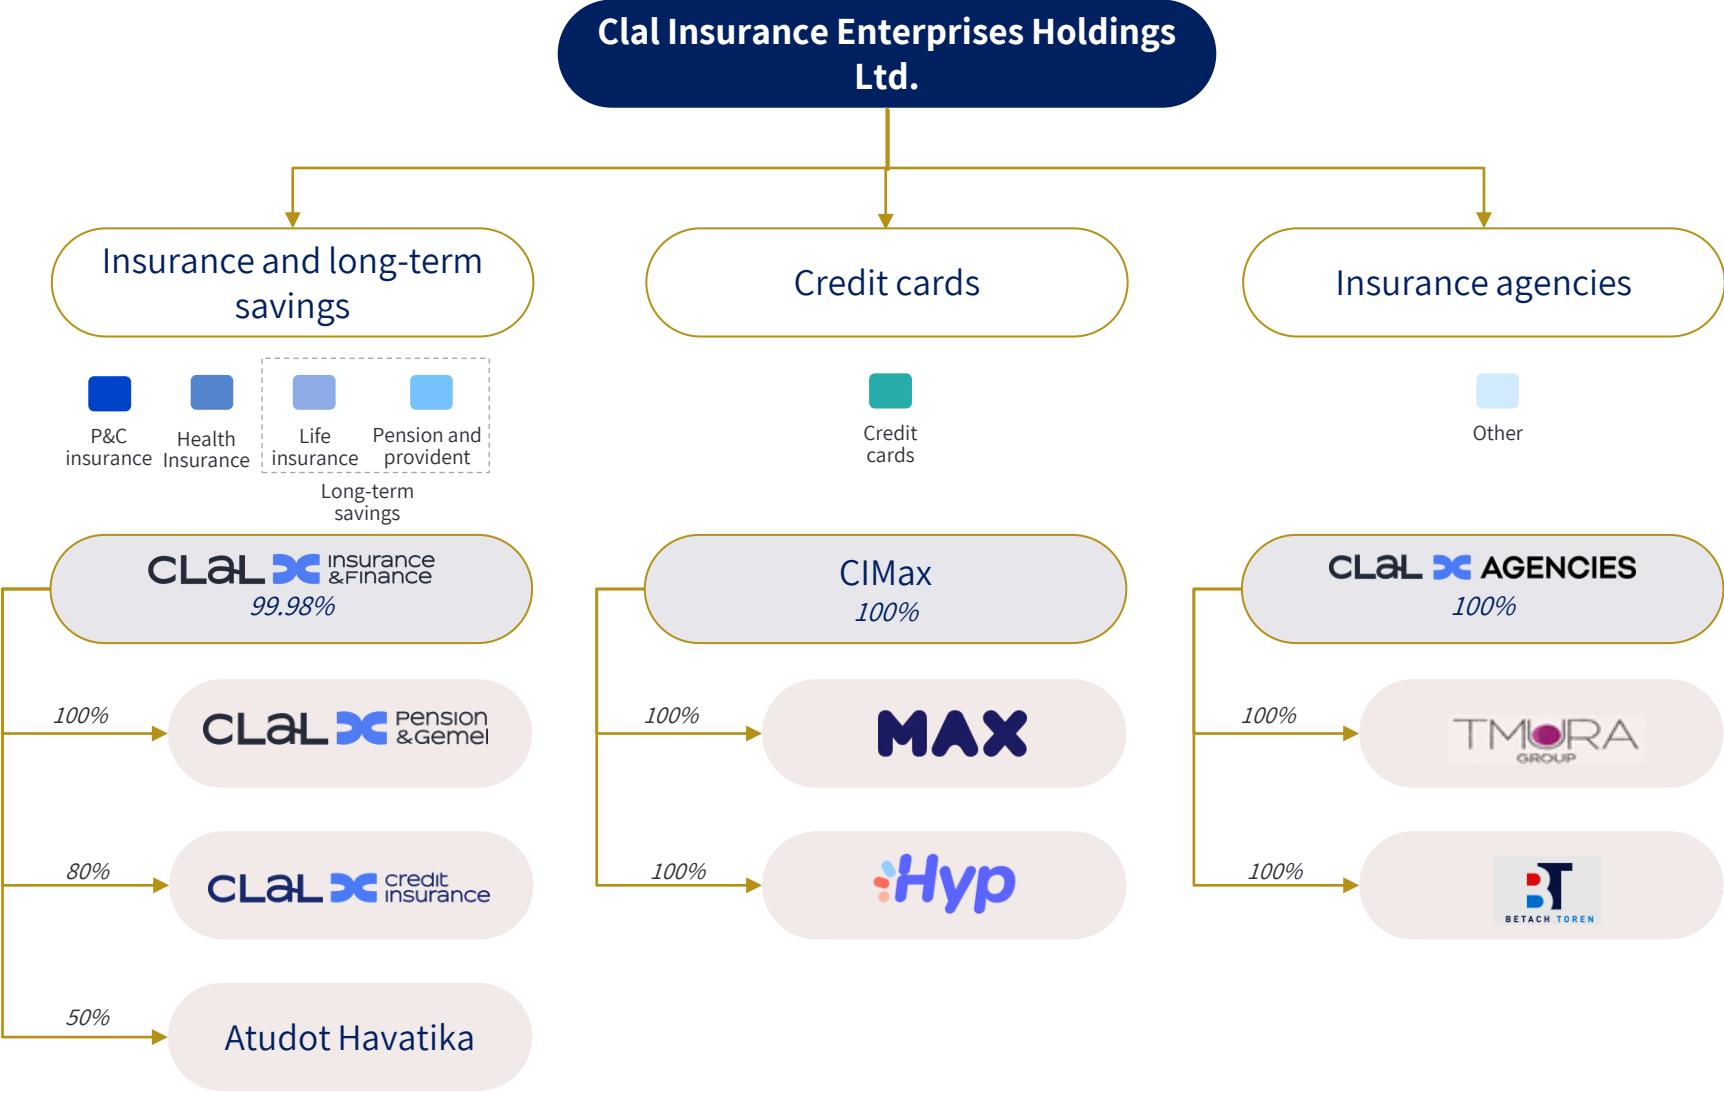 Clal Insurance Enterprises Holdings
Ltd.
Insurance and long-term
savings
Credit cards
Insurance agencies
P&C
insurance
Health
Insurance
Life
insurance
Pension and
provident
Long-term
savings
Credit
cards
Other
CLaL insurance
&Finance
99.98%
CIMax
100%
CLaL AGENCIES
100%
100%
CLaL Pension
&Gemel
100%
MAX
100%
TMURA
GROUP
80%
CLaL credit
insurance
100%
Hyp
100%
BT
BETACH TOREN
50%
Atudot Havatika